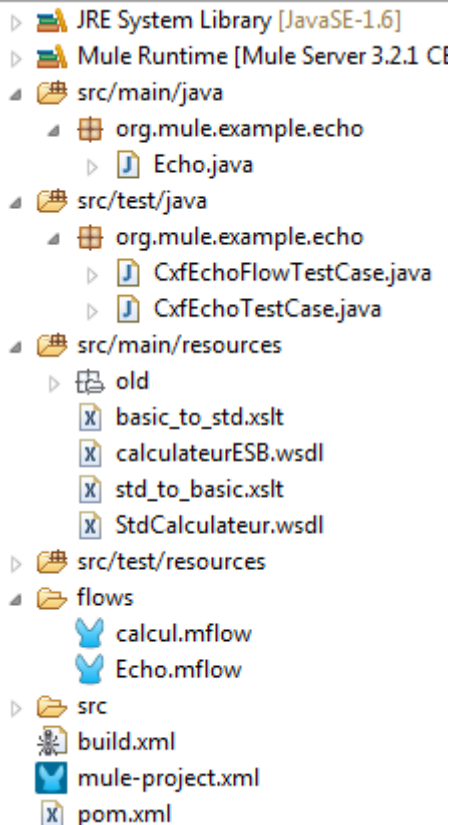 JRE System Library [JavaSE-1.6]
Mule Runtime [Mule Server 3.2.1 CE
src/main/java
org.mule.example.echo
Echo.java
src/test/java
org.mule.example.echo
CxfEchoFlowTestCase.java
CxfEchoTestCase.java
src/main/resources
old
basic_to_std.xslt
calculateurESB.wsdl
std_to_basic.xslt
StdCalculateur.wsdl
src/test/resources
flows
calcul.mflow
Echo.mflow
src
build.xml
mule-project.xml
pom.xml